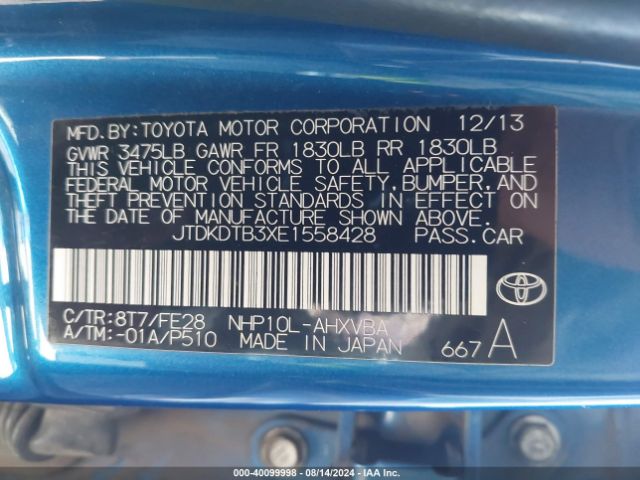 MFD. BY: TOYOTA MOTOR CORPORATION 12/13
GVWR 3475LB GAWR FR 1830LB RR 1830LB
THIS VEHICLE CONFORMS TO ALL APPLICABLE
FEDERAL MOTOR VEHICLE SAFETY, BUMPER, AND
THEFT PREVENTION STANDARDS IN EFFECT ON
THE DATE OF MANUFACTURE SHOWN ABOVE.
JTDKDTB3XE1558428 PASS. CAR
C/TR: 8T7/FE28 NHP10L-AHXVBA
A/TM: -01A/P510 MADE IN JAPAN 667 A
000-40099998 - 08/14/2024 - IAA Inc.